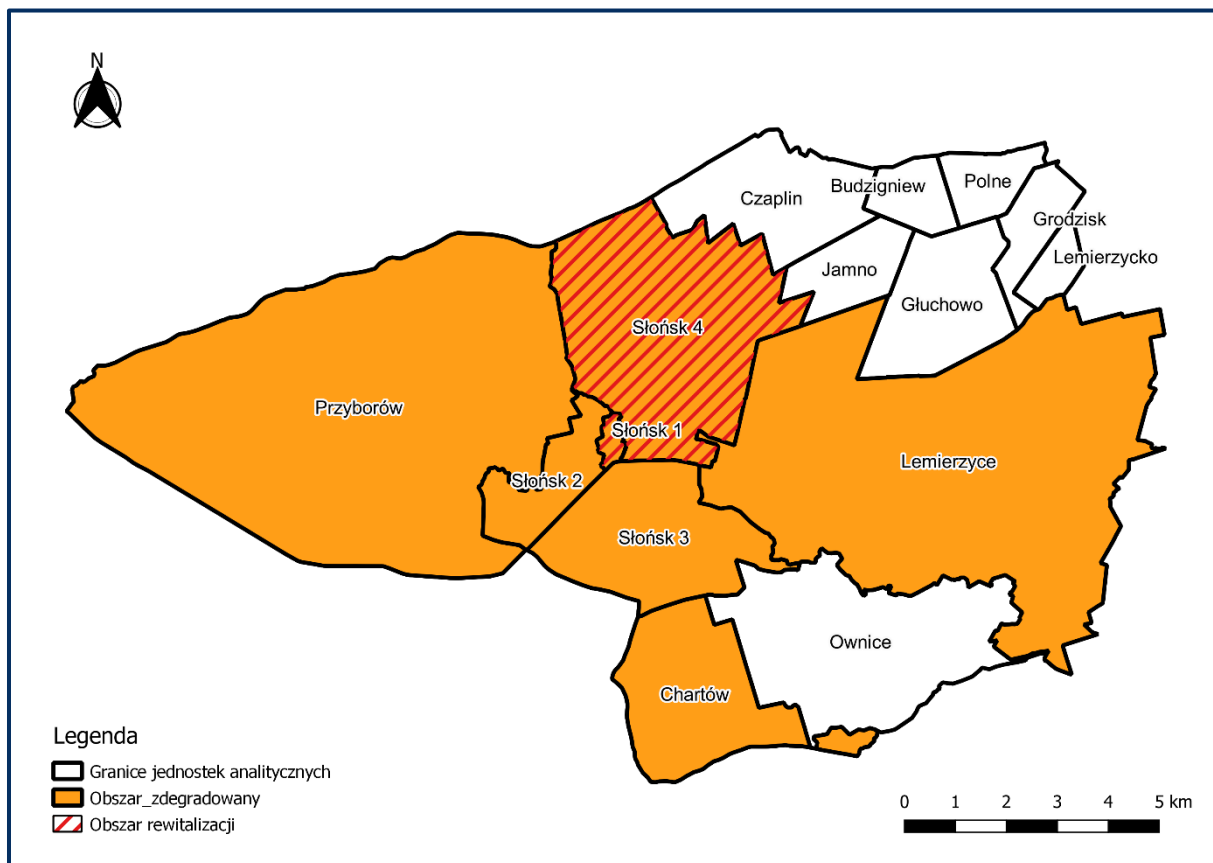 N
Czaplin
Budzigniew
Polne
Grodzisk
Lemierzycko
Jamno
Głuchowo
Słońsk 4
Przyborów
Słońsk 1
Lemierzyce
Słońsk 2
Słońsk 3
Ownice
Chartów
Legenda
Granice jednostek analitycznych
Obszar_zdegradowany
Obszar rewitalizacji
0 1 2 3 4 5 km